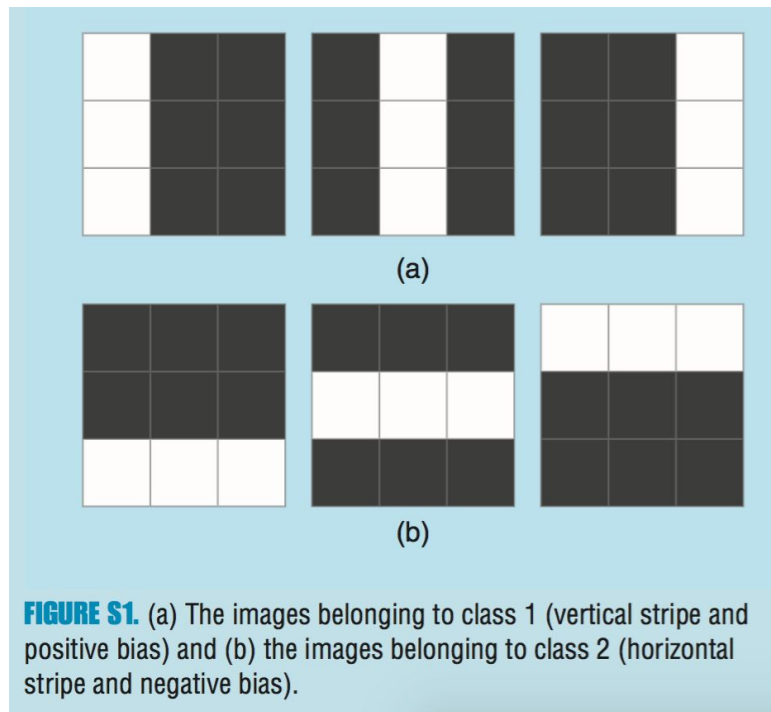 (a)
(b)
FIGURE S1. (a) The images belonging to class 1 (vertical stripe and
positive bias) and (b) the images belonging to class 2 (horizontal
stripe and negative bias).